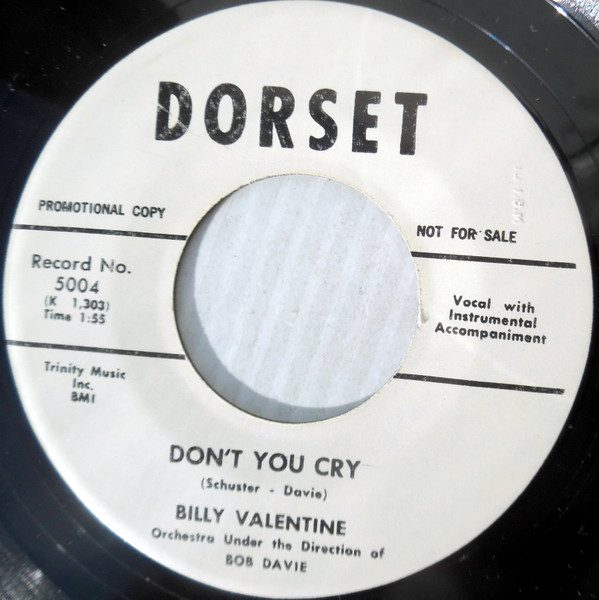 DORSET
PROMOTIONAL COPY
NOT FOR SALE
Record No.
5004
(K 1,303)
Time 1:55
Vocal with
Instrumental
Accompaniment
Trinity Music
Inc.
BMI
DON'T YOU CRY
(Schuster - Davie)
BILLY VALENTINE
Orchestra Under the Direction of
BOB DAVIE